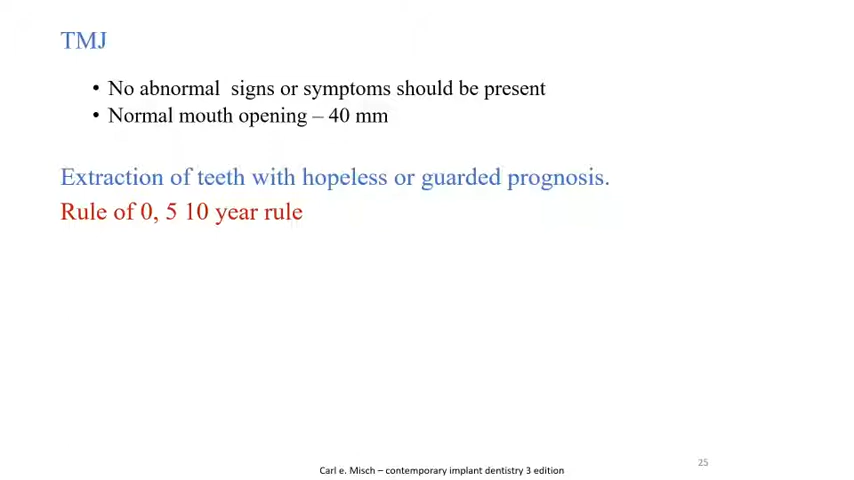 TMJ
• No abnormal signs or symptoms should be present
• Normal mouth opening – 40 mm
Extraction of teeth with hopeless or guarded prognosis.
Rule of 0, 5 10 year rule
25
Carl e. Misch – contemporary implant dentistry 3 edition